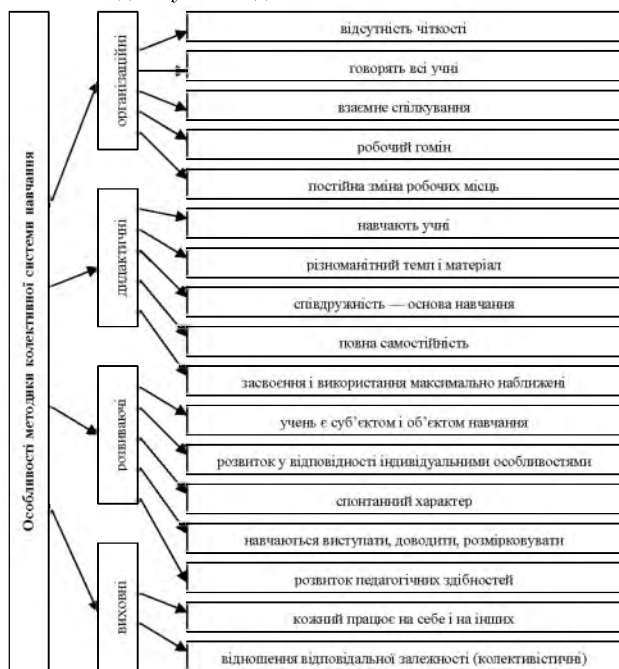 Особливості методики колективної системи навчання
організаційні
відсутність чіткості
говорять всі учні
взаємне спілкування
робочий гомін
постійна зміна робочих місць
дидактичні
навчають учні
різноманітний темп і матеріал
співдружність — основа навчання
повна самостійність
засвоєння і використання максимально наближені
розвиваючі
учень є суб’єктом і об’єктом навчання
розвиток у відповідності індивідуальними особливостями
спонтанний характер
навчаються виступати, доводити, розмірковувати
розвиток педагогічних здібностей
виховні
кожний працює на себе і на інших
відношення відповідальної залежності (колективістичні)